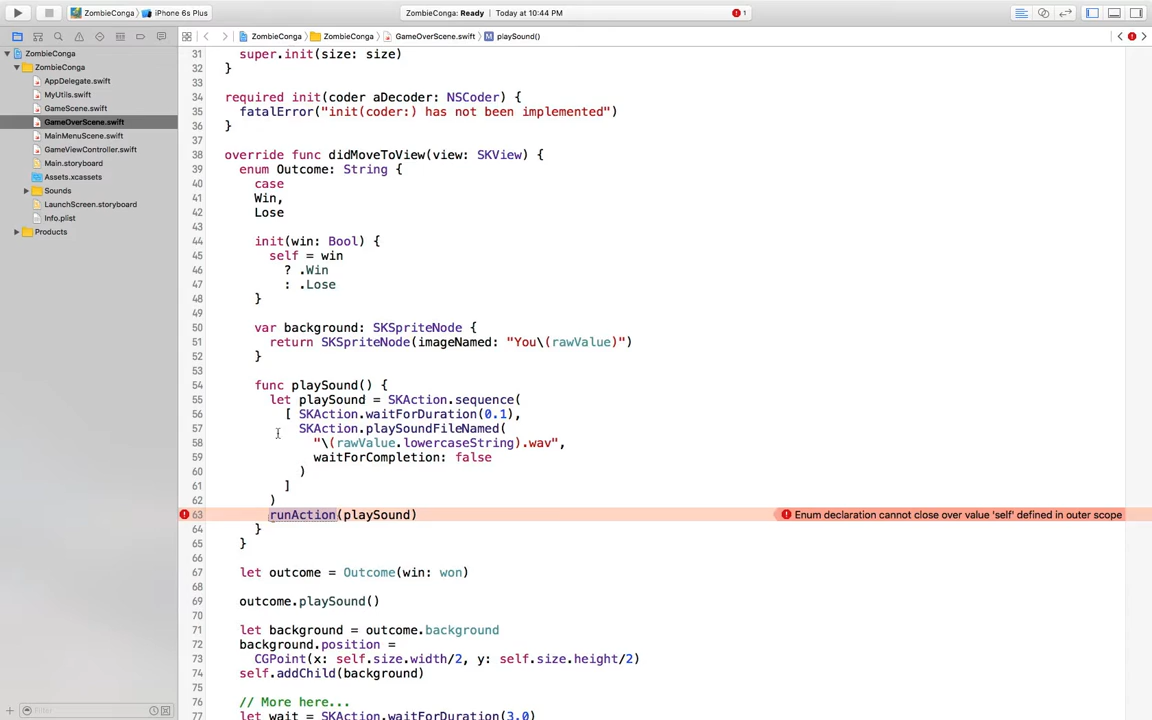 ZombieConga
iPhone 6s Plus
ZombieConga: Ready
Today at 10:44 PM
1
ZombieConga
ZombieConga
GameOverScene.swift
M
playSound()
ZombieConga
ZombieConga
AppDelegate.swift
MyUtils.swift
GameScene.swift
GameOverScene.swift
MainMenuScene.swift
GameViewController.swift
Main.storyboard
Assets.xcassets
Sounds
LaunchScreen.storyboard
Info.plist
Products
31 super.init(size: size)
32 }
33
34 required init(coder aDecoder: NSCoder) {
35 fatalError("init(coder:) has not been implemented")
36 }
37
38 override func didMoveToView(view: SKView) {
39 enum Outcome: String {
40 case
41 Win,
42 Lose
43
44 init(win: Bool) {
45 self = win
46 ? .Win
47 : .Lose
48 }
49
50 var background: SKSpriteNode {
51 return SKSpriteNode(imageNamed: "You\(rawValue)")
52 }
53
54 func playSound() {
55 let playSound = SKAction.sequence(
56 [ SKAction.waitForDuration(0.1),
57 SKAction.playSoundFileNamed(
58 "\(rawValue.lowercaseString).wav",
59 waitForCompletion: false
60 )
61 ]
62 )
63 runAction(playSound) Enum declaration cannot close over value 'self' defined in outer scope
64 }
65 }
66
67 let outcome = Outcome(win: won)
68
69 outcome.playSound()
70
71 let background = outcome.background
72 background.position =
73 CGPoint(x: self.size.width/2, y: self.size.height/2)
74 self.addChild(background)
75
76 // More here...
77 let wait = SKAction.waitForDuration(3.0)
Filter